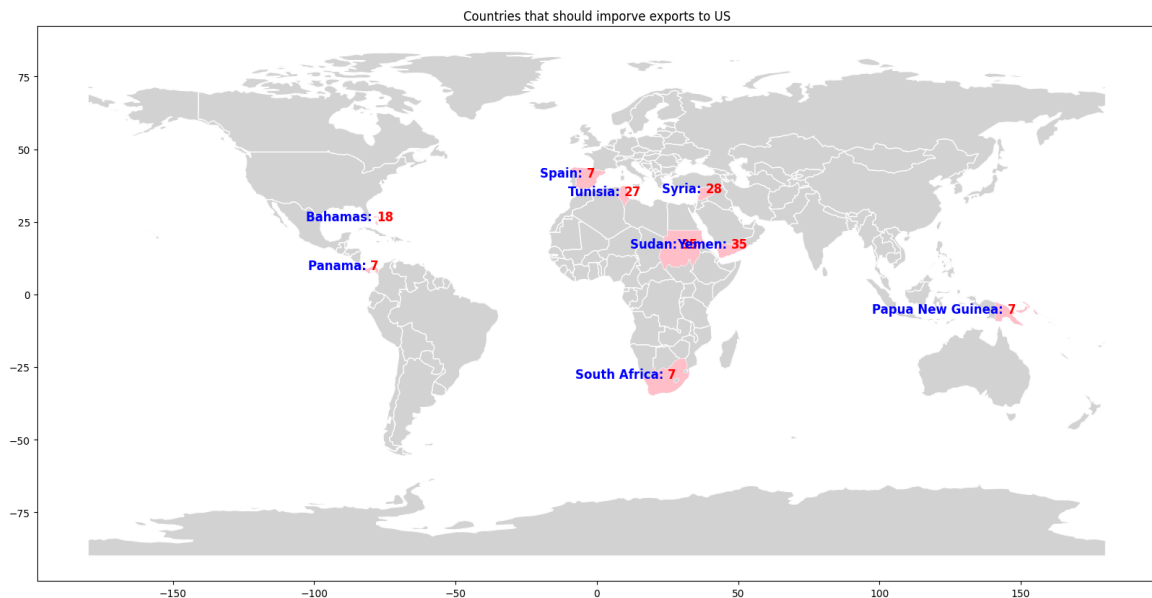 Countries that should imporve exports to US
75
50
Spain: 7
Tunisia: 27
Syria: 28
Bahamas: 18
25
Sudan:
Yemen: 35
Panama: 7
0
Papua New Guinea: 7
−25
South Africa: 7
−50
−75
−150 −100 −50 0 50 100 150